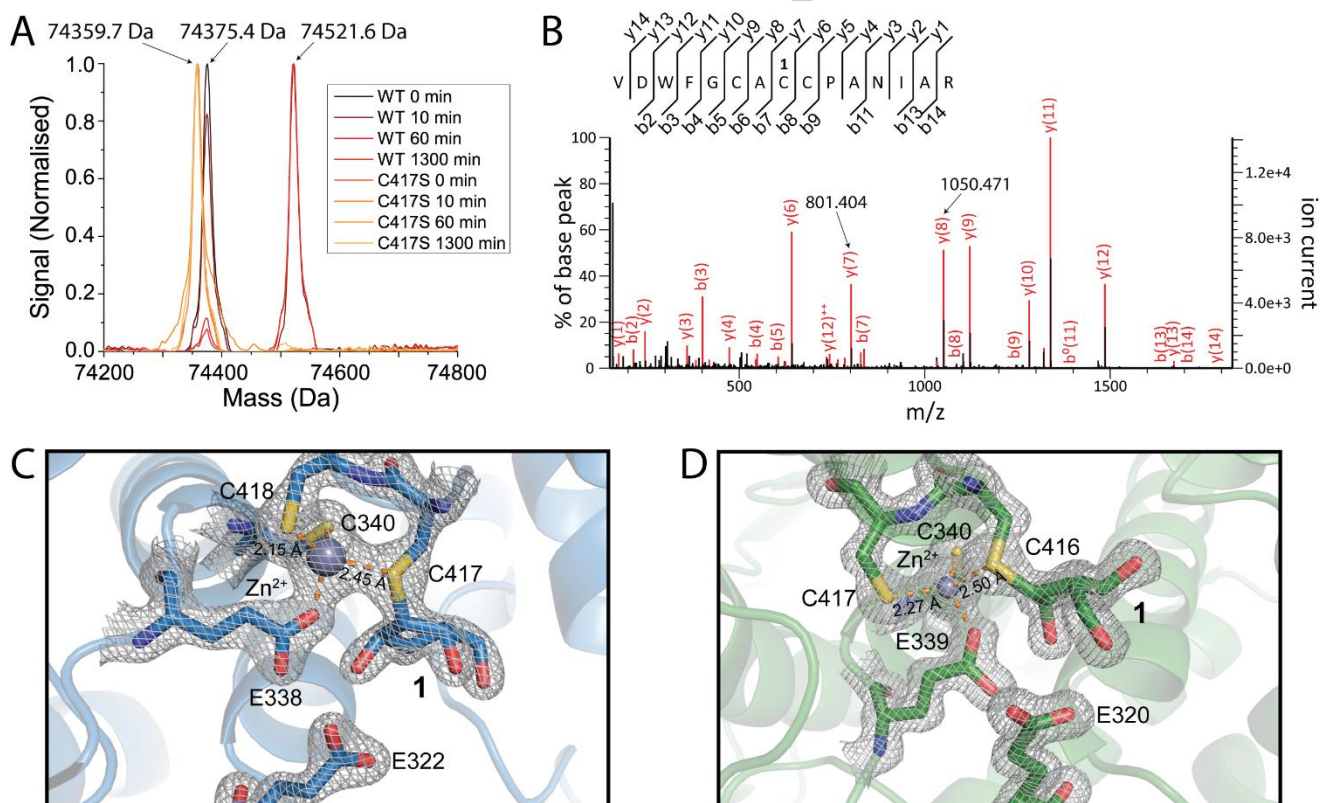 A
74359.7 Da
74375.4 Da
74521.6 Da
Signal (Normalised)
1.0
0.8
0.6
0.4
0.2
0.0
74200
74400
74600
74800
Mass (Da)
WT 0 min
WT 10 min
WT 60 min
WT 1300 min
C417S 0 min
C417S 10 min
C417S 60 min
C417S 1300 min
B
y14 y13 y12 y11 y10 y9 y8 y7 y6 y5 y4 y3 y2 y1
1
V D W F G C A C C P A N I A R
b2 b3 b4 b5 b6 b7 b8 b9 b11 b13 b14
% of base peak
100
80
60
40
20
0
y(1)
b(2)
y(2)
y(3)
b(3)
y(4)
b(4)
b(5)
y(6)
y(12)++
801.404
y(7)
b(7)
1050.471
y(8)
b(8)
y(9)
b(9)
y(10)
y(11)
b⁰(11)
y(12)
b(13)
y(13)
b(14)
y(14)
500
1000
1500
m/z
1.2e+4
8.0e+3
4.0e+3
0.0e+0
ion current
C
C418
C340
2.15 Å
Zn2+
2.45 Å
C417
E338
1
E322
D
C340
Zn2+
C416
C417
2.27 Å
2.50 Å
1
E339
E320